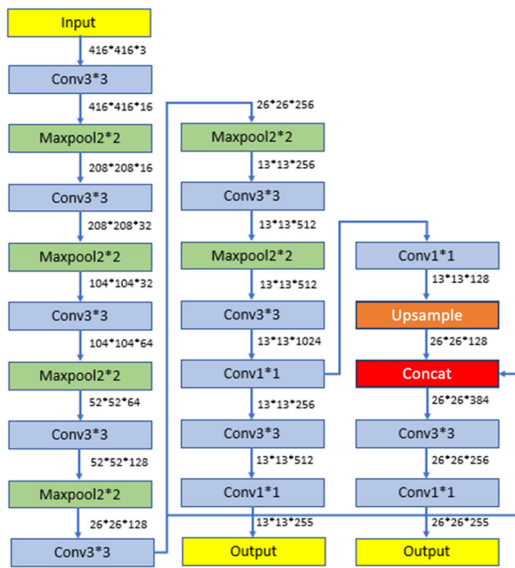 Input
416*416*3
Conv3*3
416*416*16
Maxpool2*2
208*208*16
Conv3*3
208*208*32
Maxpool2*2
104*104*32
Conv3*3
104*104*64
Maxpool2*2
52*52*64
Conv3*3
52*52*128
Maxpool2*2
26*26*128
Conv3*3
26*26*256
Maxpool2*2
13*13*256
Conv3*3
13*13*512
Maxpool2*2
13*13*512
Conv3*3
13*13*1024
Conv1*1
13*13*256
Conv3*3
13*13*512
Conv1*1
13*13*255
Output
Conv1*1
13*13*128
Upsample
26*26*128
Concat
26*26*384
Conv3*3
26*26*256
Conv1*1
26*26*255
Output